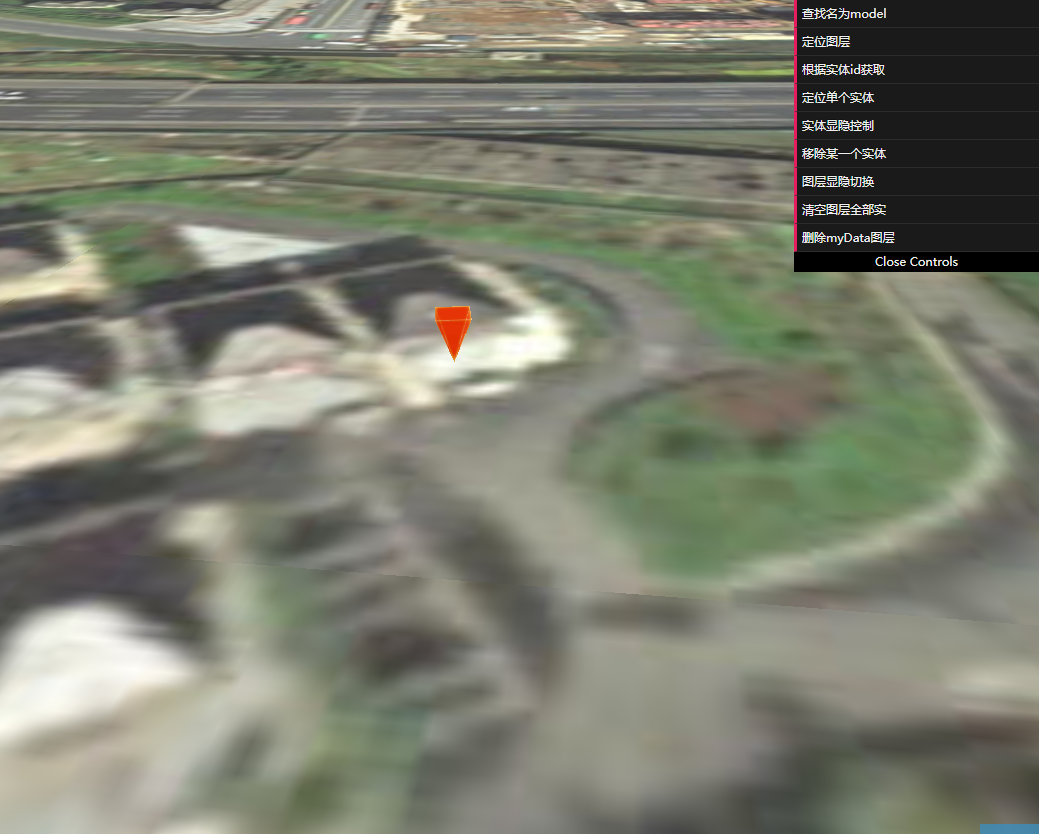 查找名为model
定位图层
根据实体id获取
定位单个实体
实体显隐控制
移除某一个实体
图层显隐切换
清空图层全部实
删除myData图层
Close Controls